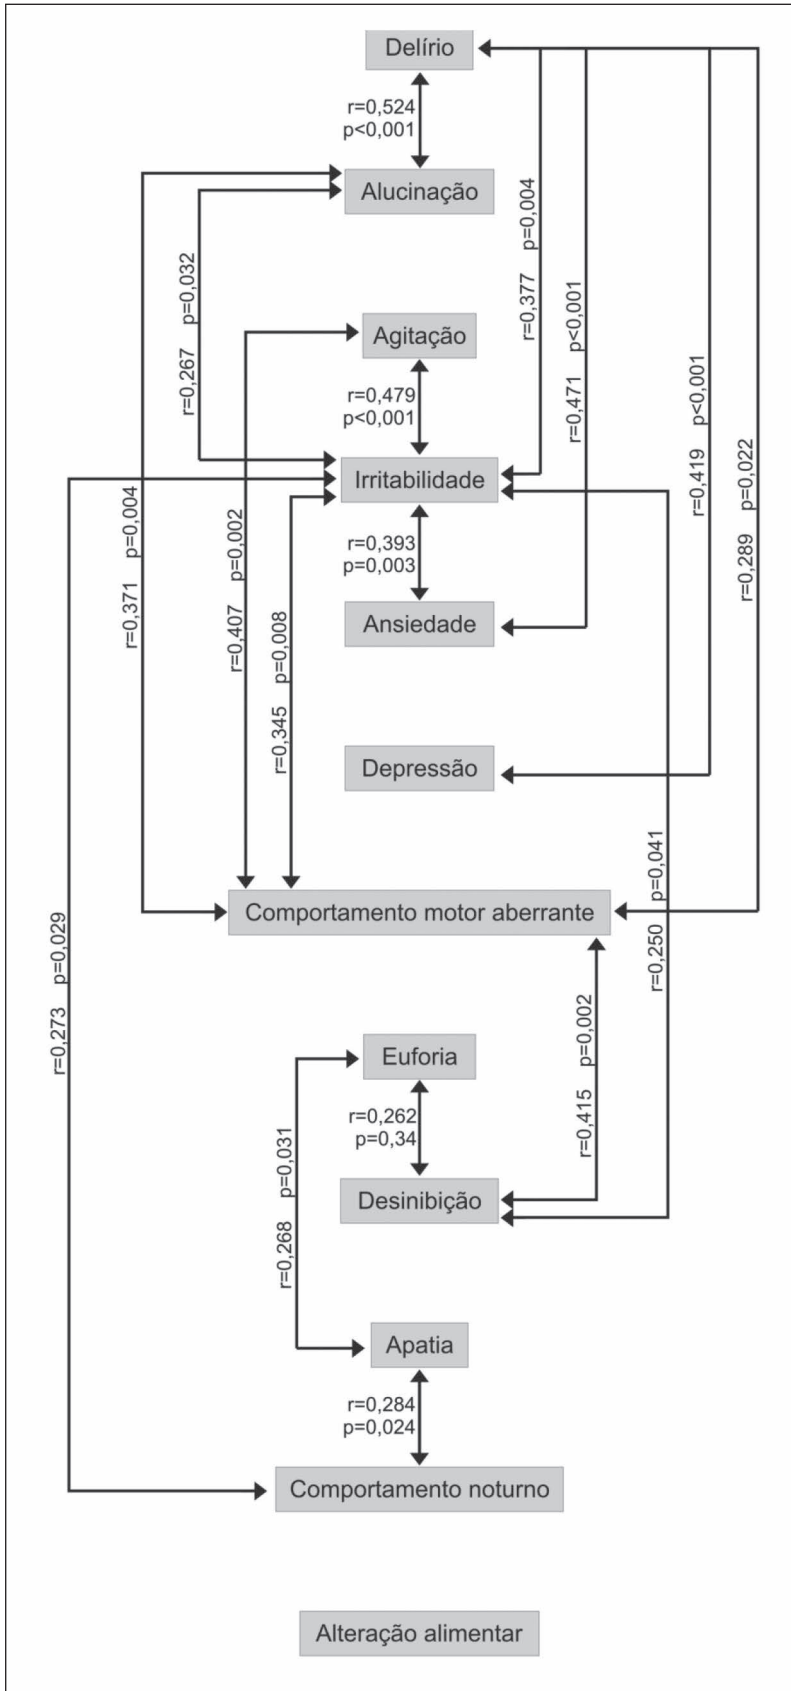 Delírio
r=0,524
p<0,001
Alucinação
r=0,377 p=0,004
r=0,267 p=0,032
r=0,471 p<0,001
Agitação
r=0,479
p<0,001
r=0,419 p<0,001
Irritabilidade
r=0,289 p=0,022
r=0,371 p=0,004
r=0,407 p=0,002
r=0,393
p=0,003
Ansiedade
r=0,345 p=0,008
Depressão
Comportamento motor aberrante
r=0,250 p=0,041
r=0,273 p=0,029
Euforia
r=0,415 p=0,002
r=0,262
p=0,34
r=0,268 p=0,031
Desinibição
Apatia
r=0,284
p=0,024
Comportamento noturno
Alteração alimentar